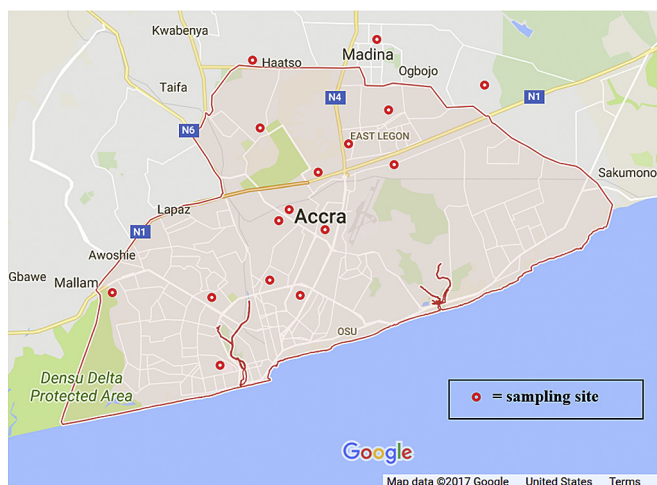 Kwabenya
Haatso
Madina
Ogbojo
Taifa
N4
N1
N6
EAST LEGON
Sakumono
Lapaz
Accra
N1
Awoshie
Gbawe
Mallam
OSU
Densu Delta
Protected Area
= sampling site
Google
Map data ©2017 Google United States Terms